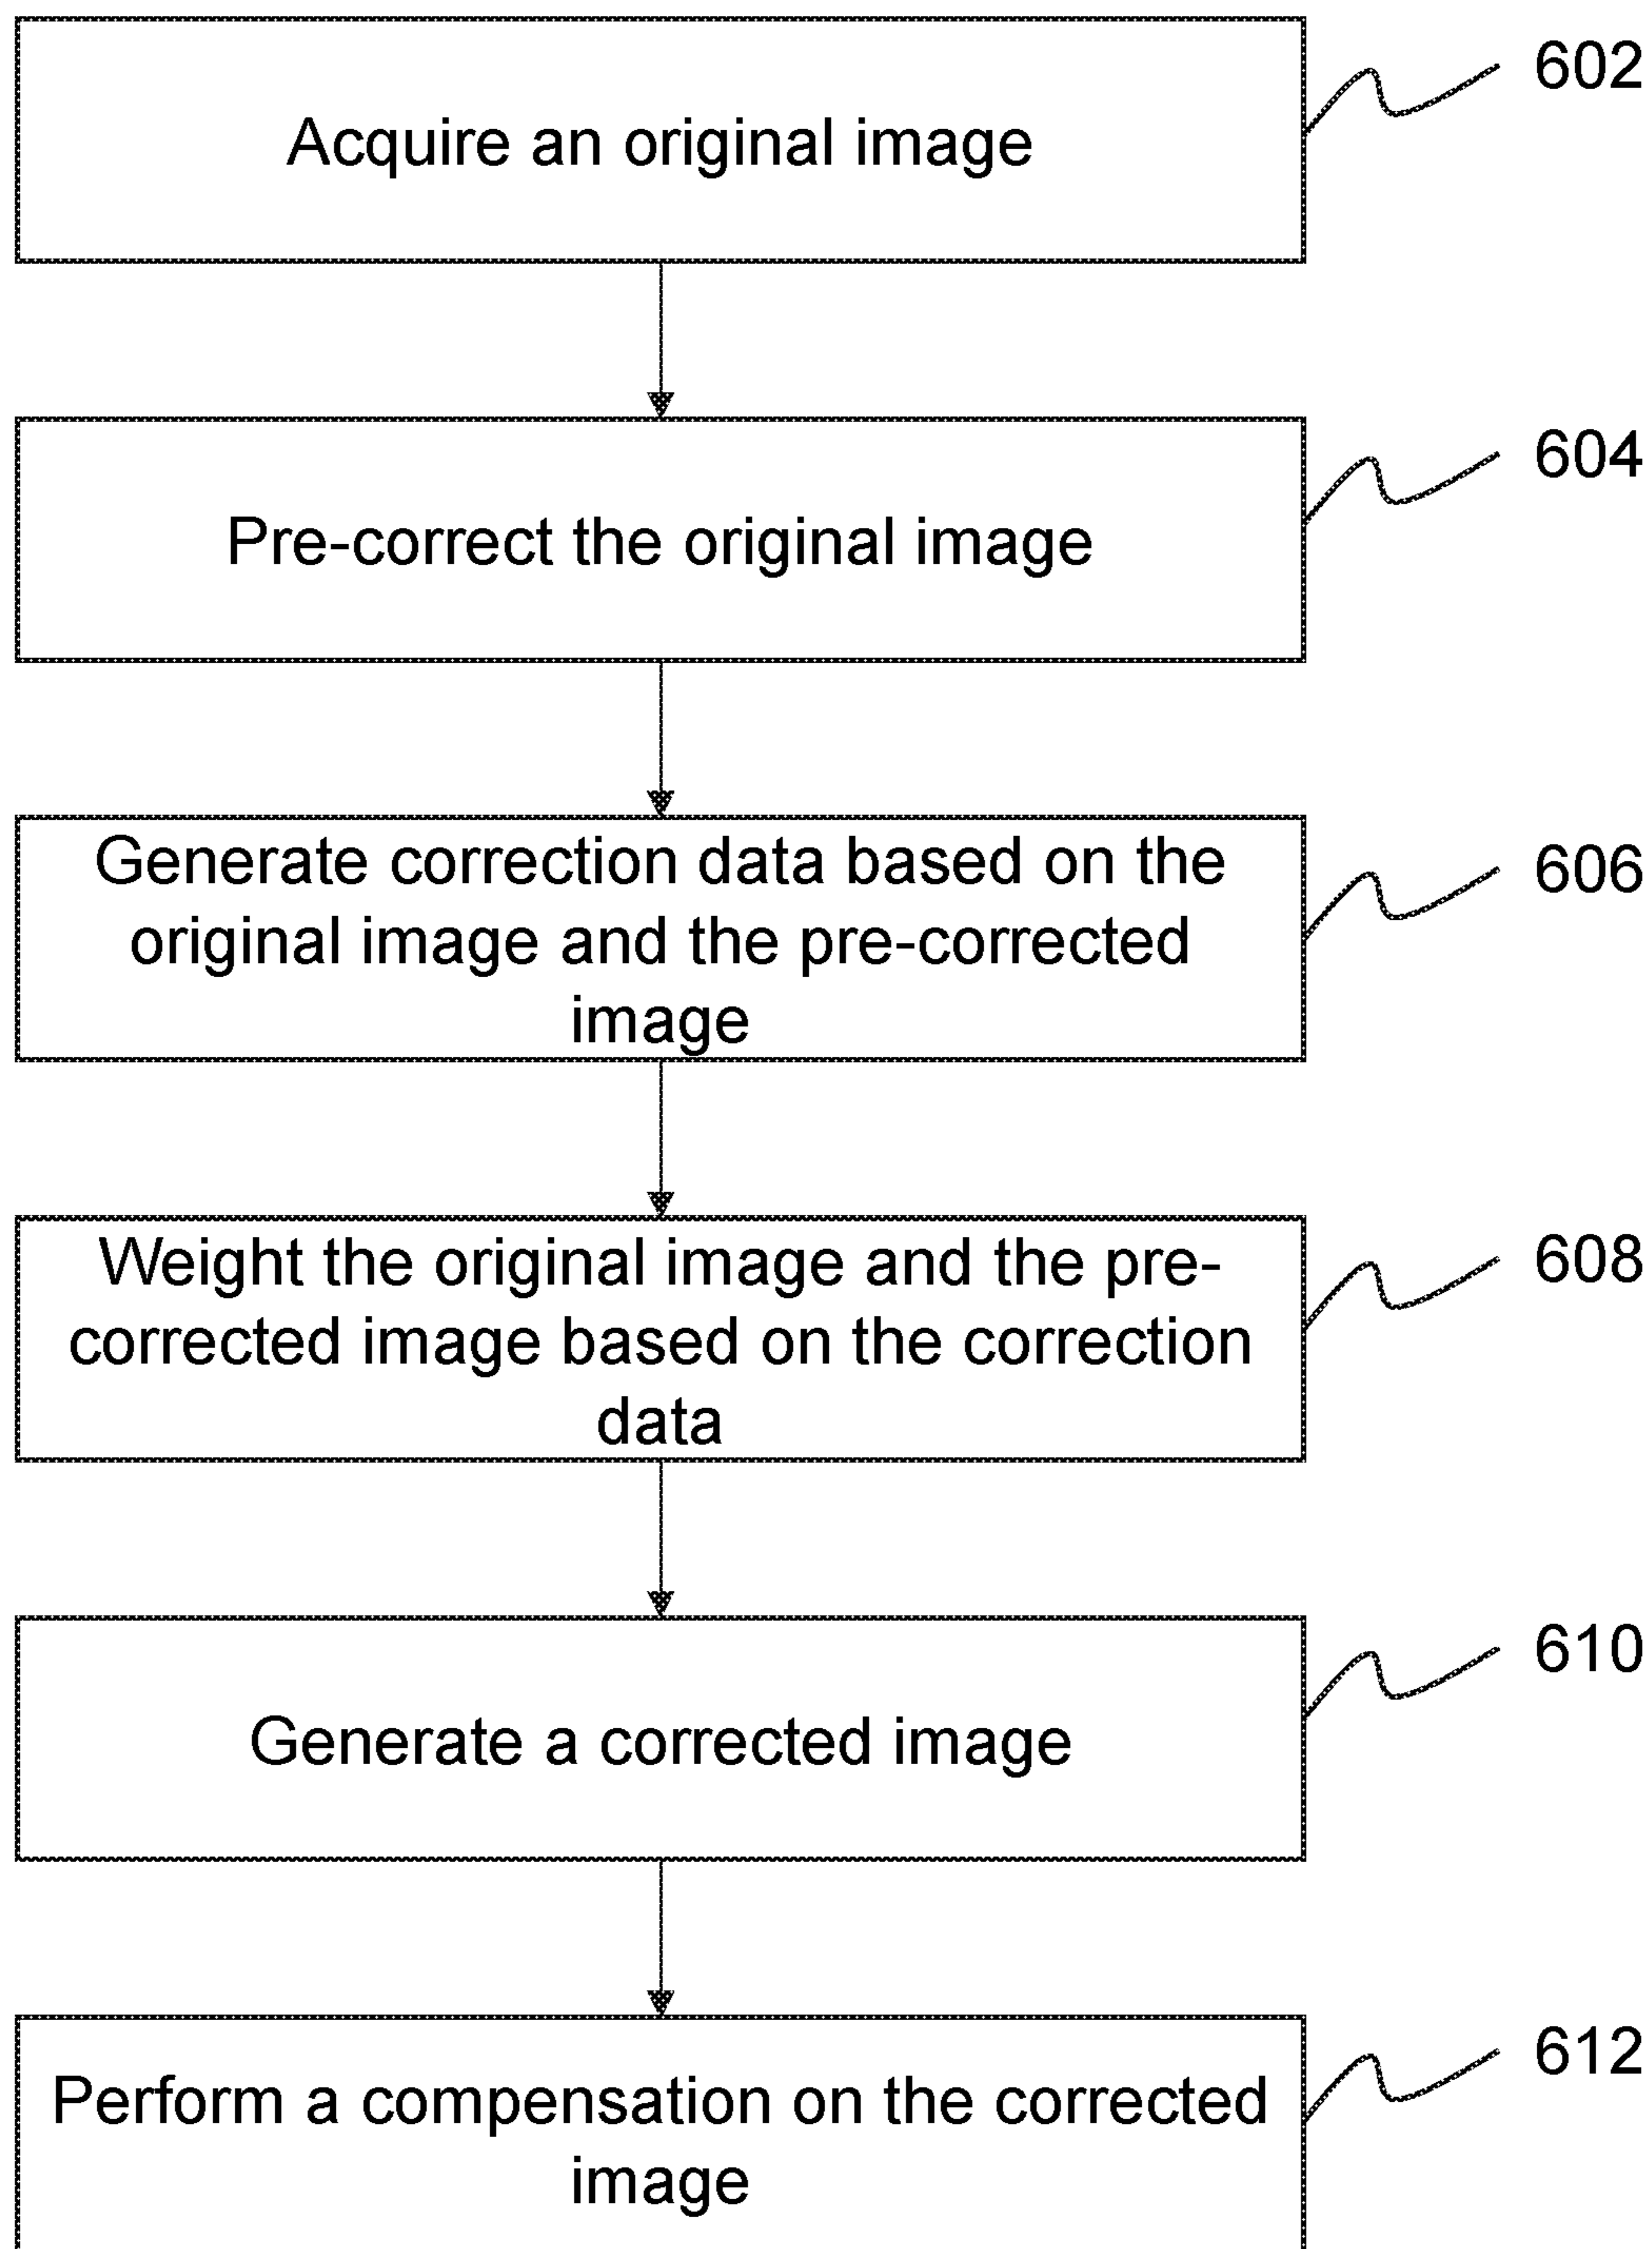 Acquire an original image
602
Pre-correct the original image
604
Generate correction data based on the
original image and the pre-corrected
image
606
Weight the original image and the pre-
corrected image based on the correction
data
608
Generate a corrected image
610
Perform a compensation on the corrected
image
612